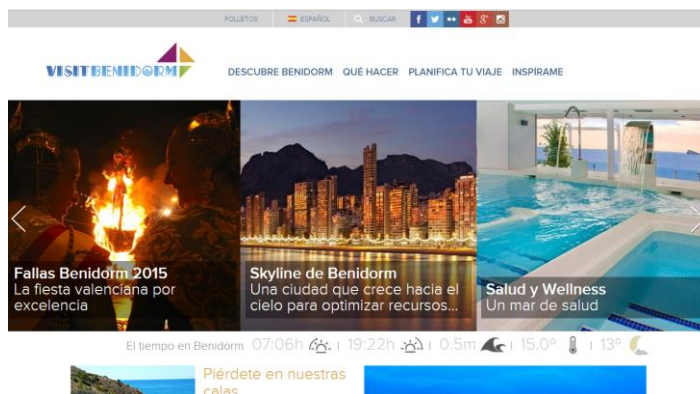 FOLLETOS ESPAÑOL BUSCAR
VISITBENIDORM
DESCUBRE BENIDORM QUÉ HACER PLANIFICA TU VIAJE INSPÍRAME
Fallas Benidorm 2015
La fiesta valenciana por
excelencia
Skyline de Benidorm
Una ciudad que crece hacia el
cielo para optimizar recursos...
Salud y Wellness
Un mar de salud
El tiempo en Benidorm 07:06h | 19:22h | 0.5m | 15.0º | 13º
Piérdete en nuestras
calas